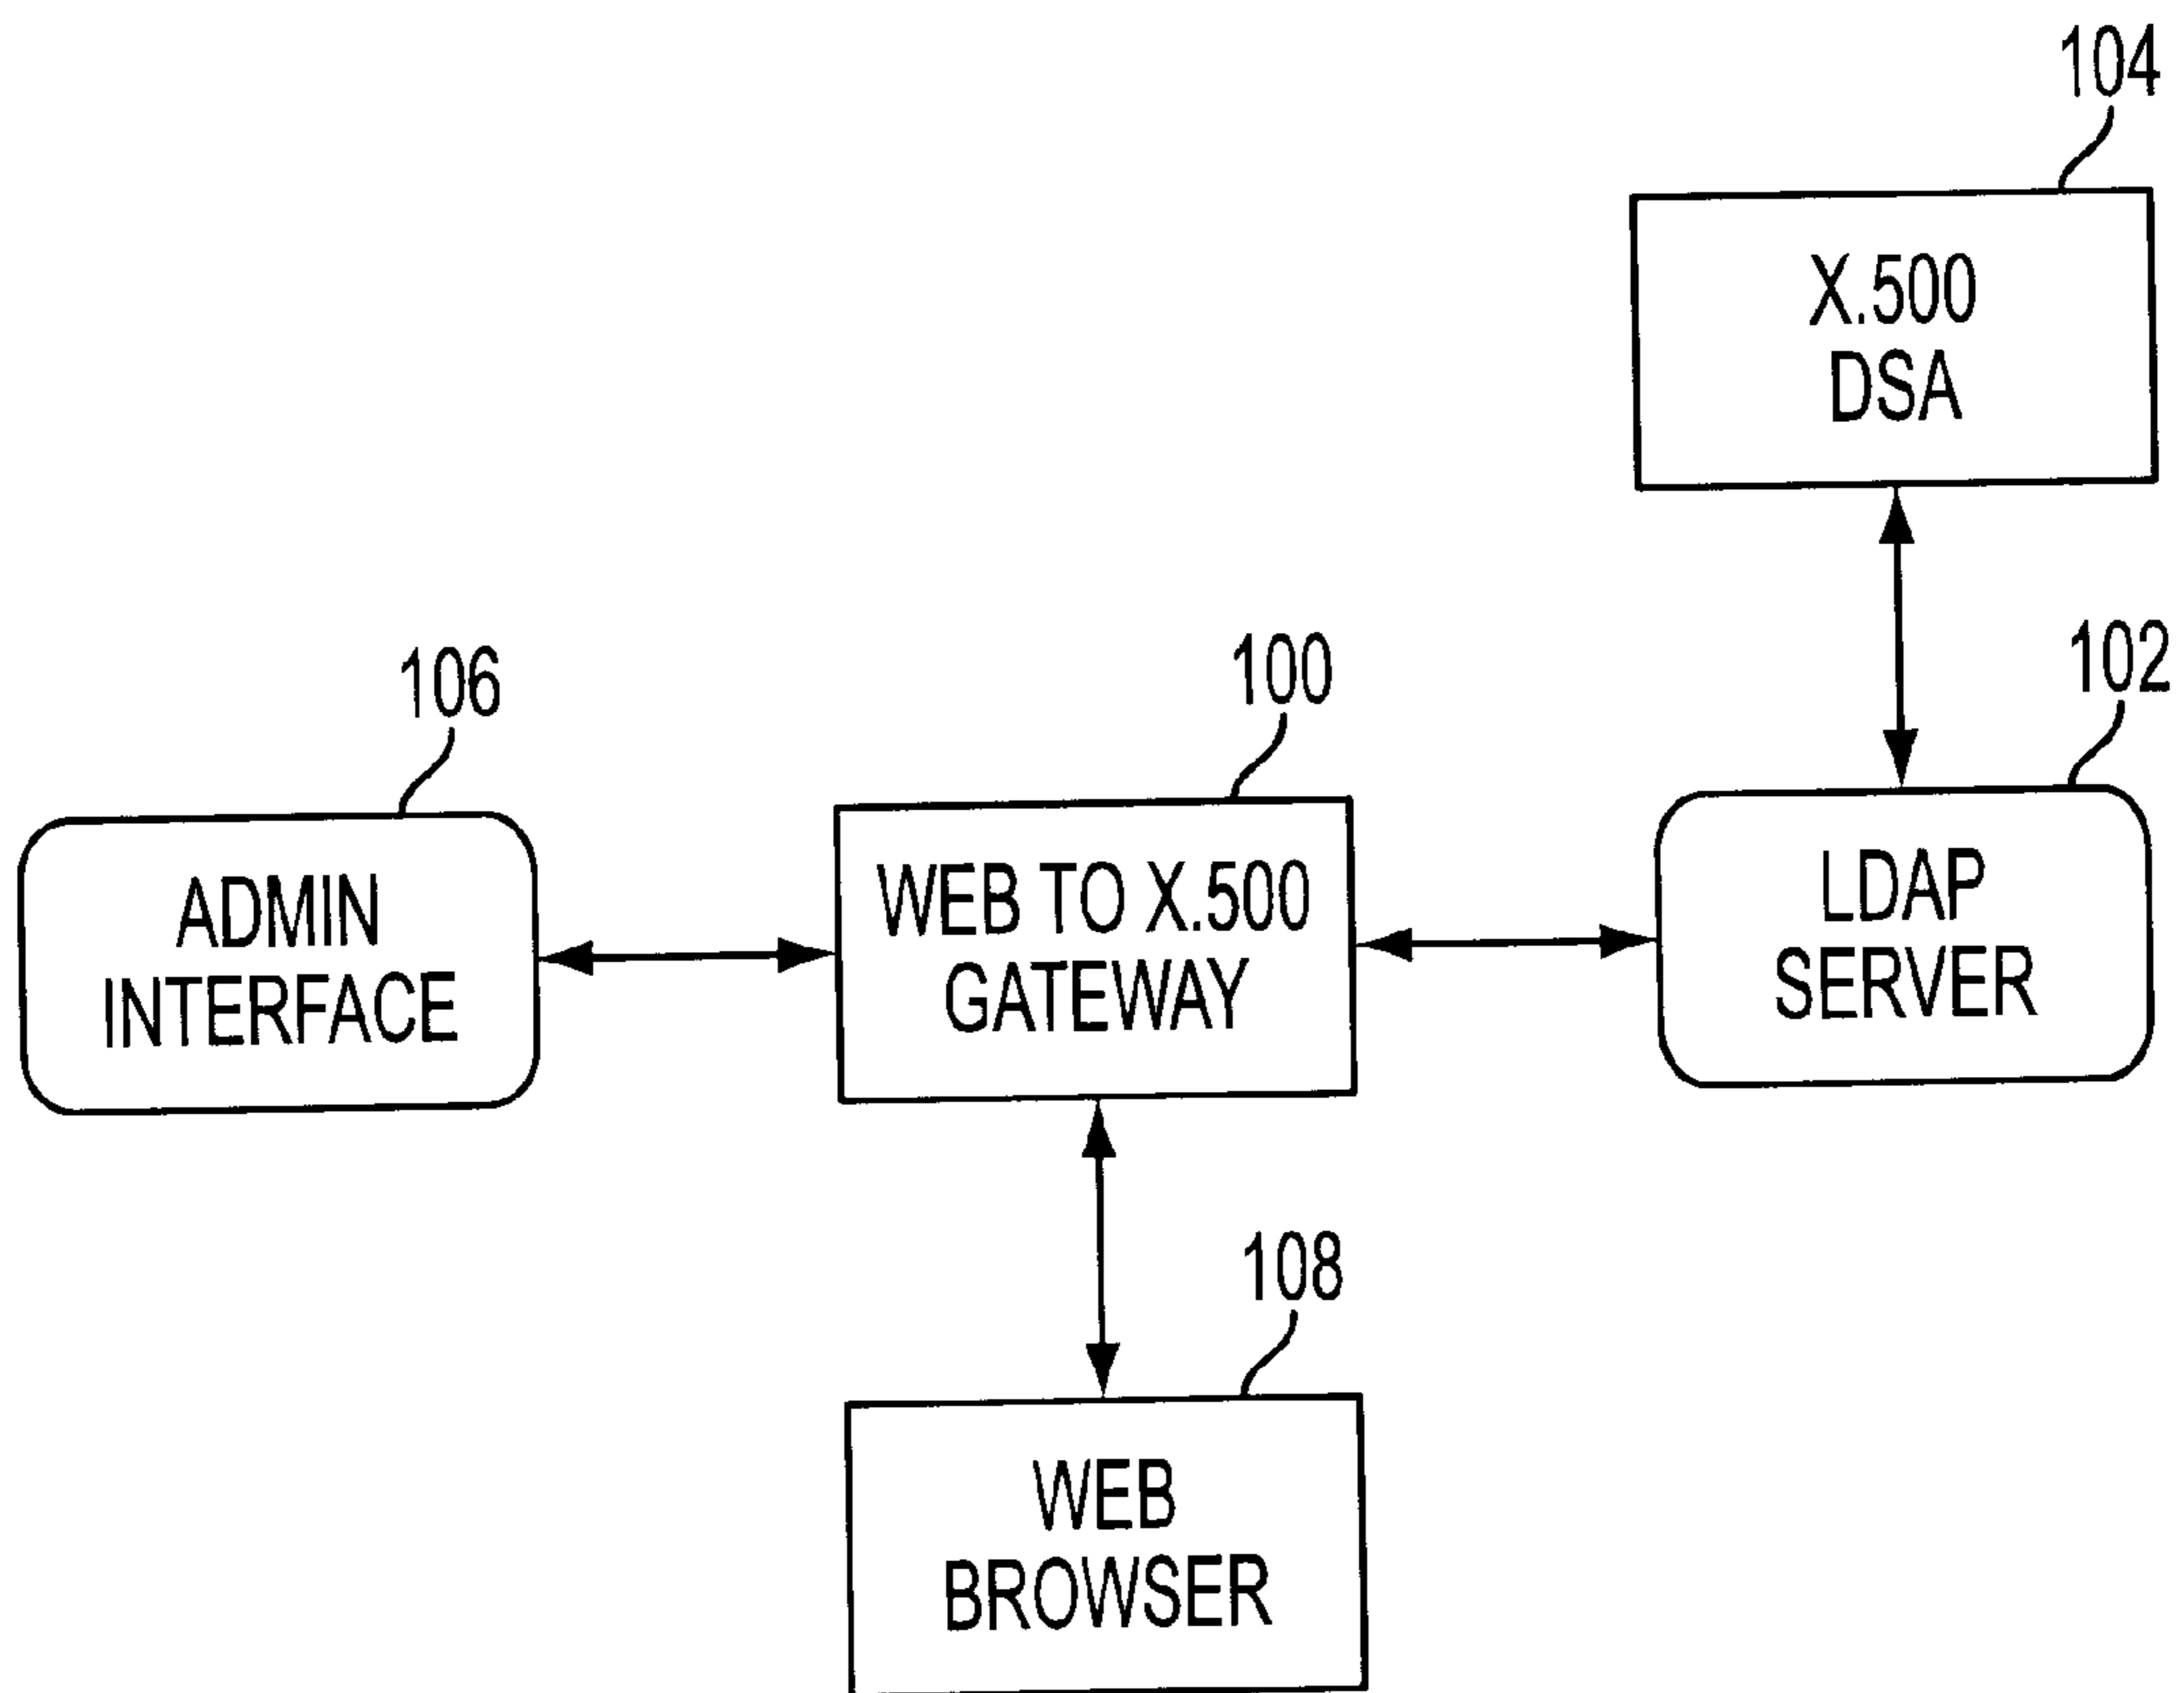 104
X.500
DSA
106
100
102
ADMIN
INTERFACE
WEB TO X.500
GATEWAY
LDAP
SERVER
108
WEB
BROWSER